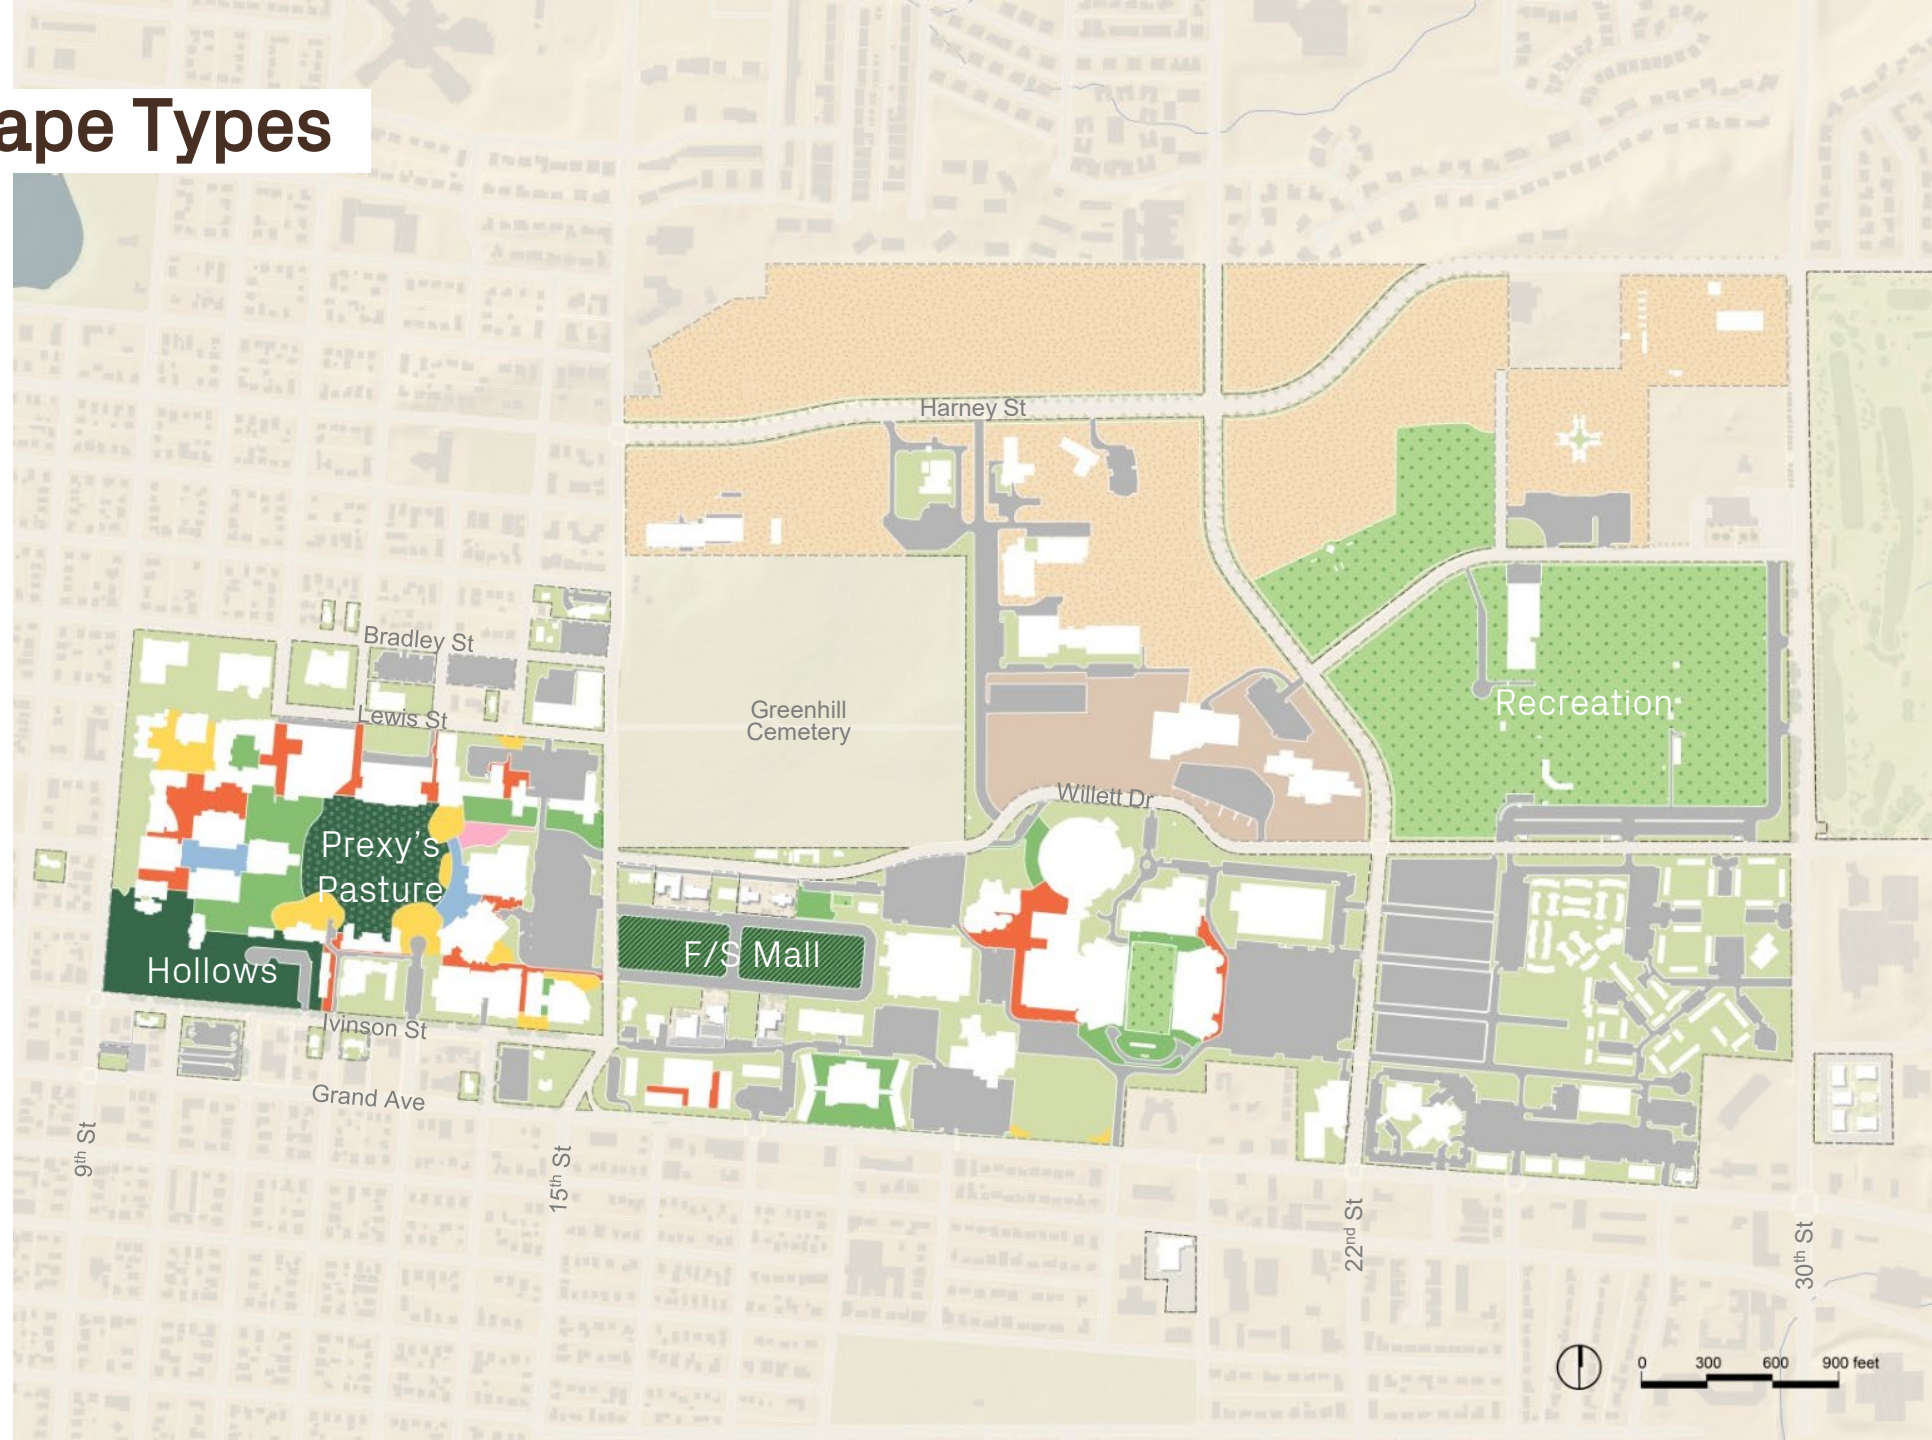 ape Types
Harney St
Bradley St
Lewis St
Greenhill
Cemetery
Recreation
Willett Dr
Prexy's
Pasture
F/S Mall
Hollows
Ivinson St
Grand Ave
9th St
15th St
22nd St
30th St
0 300 600 900 feet